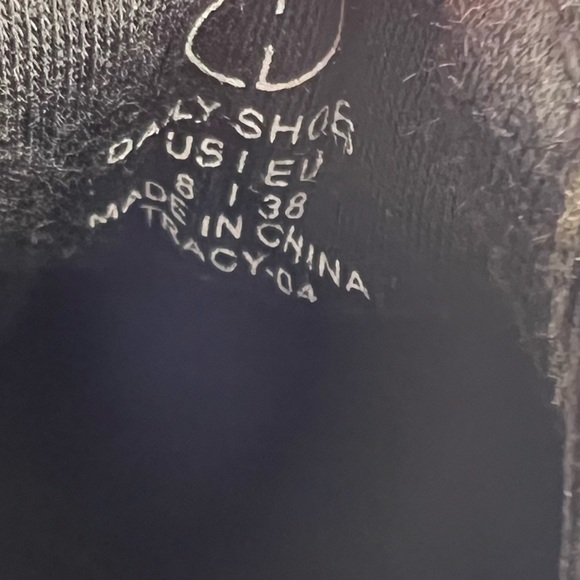 DAILY SHOE
US | EU
8 | 38
MADE IN CHINA
TRACY-04